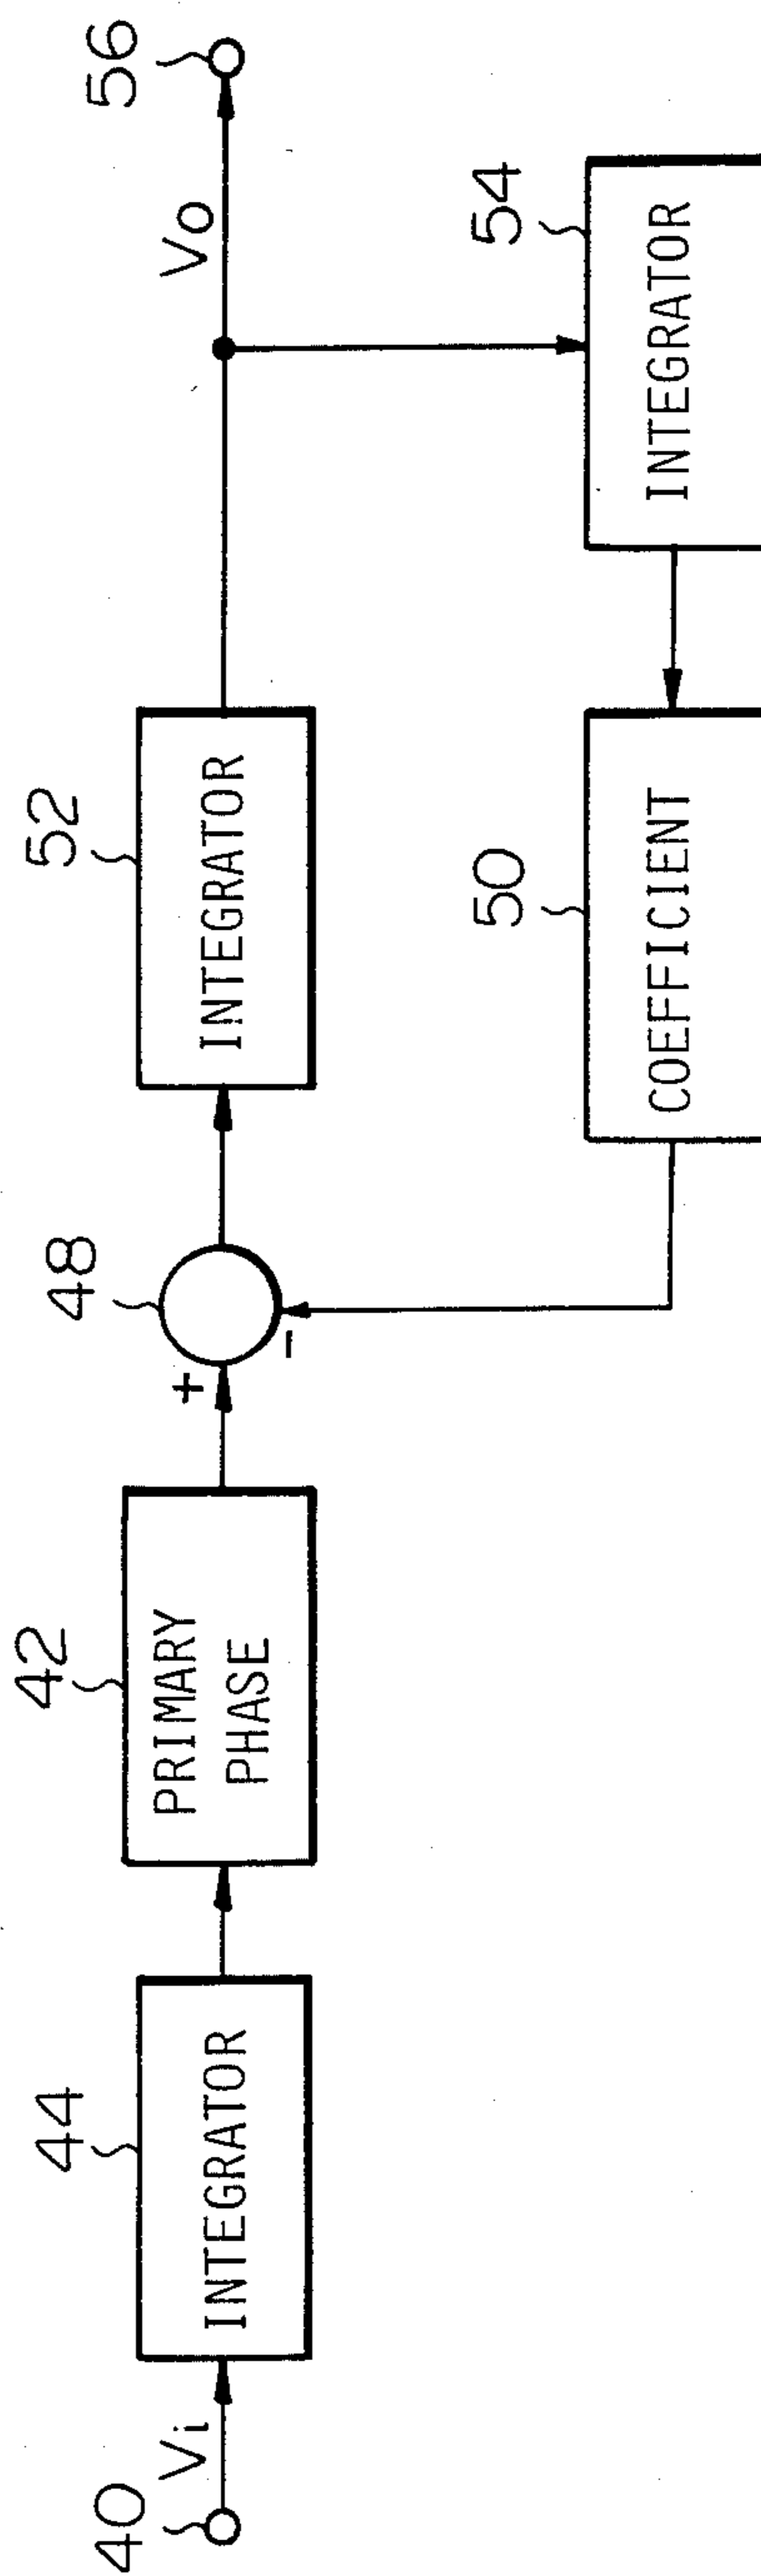 40
Vi
44
INTEGRATOR
42
PRIMARY
PHASE
+
-
48
52
INTEGRATOR
Vo
56
50
COEFFICIENT
54
INTEGRATOR